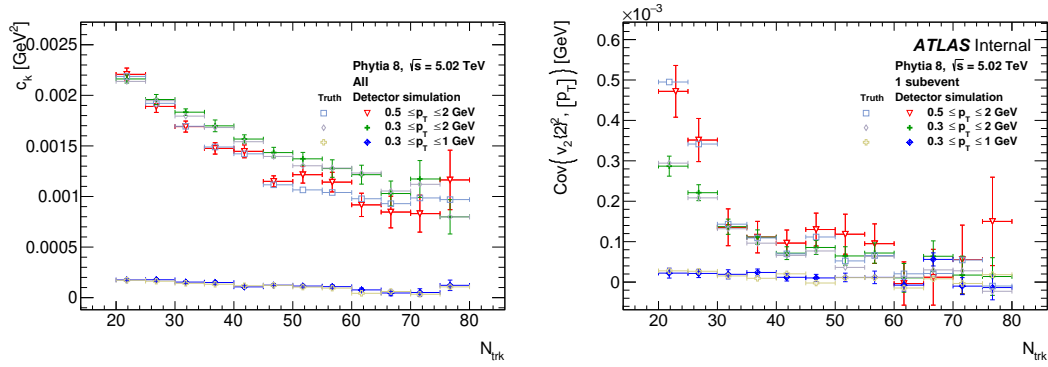 c_k [GeV²]
0.0025
0.002
0.0015
0.001
0.0005
0
20 30 40 50 60 70 80
N_trk
Phytia 8, √s = 5.02 TeV
All
Truth Detector simulation
0.5 ≤p_T ≤ 2 GeV
0.3 ≤p_T ≤ 2 GeV
0.3 ≤p_T ≤ 1 GeV
×10⁻³
Cov{v₂{2}², [p_T]} [GeV]
0.6
0.5
0.4
0.3
0.2
0.1
0
20 30 40 50 60 70 80
N_trk
ATLAS Internal
Phytia 8, √s = 5.02 TeV
1 subevent
Truth Detector simulation
0.5 ≤p_T ≤ 2 GeV
0.3 ≤p_T ≤ 2 GeV
0.3 ≤p_T ≤ 1 GeV